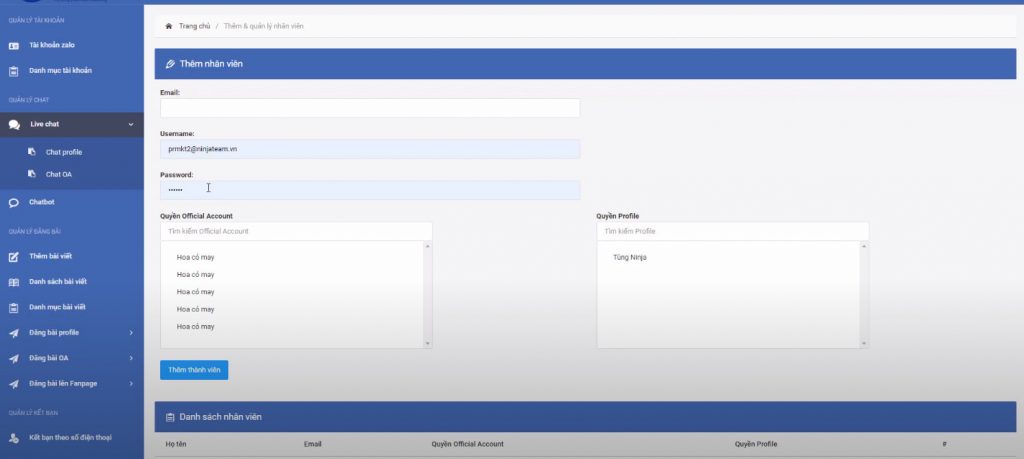 QUẢN LÝ TÀI KHOẢN
Tài khoản zalo
Danh mục tài khoản
QUẢN LÝ CHAT
Live chat
Chat profile
Chat OA
Chatbot
QUẢN LÝ ĐĂNG BÀI
Thêm bài viết
Danh sách bài viết
Danh mục bài viết
Đăng bài profile
Đăng bài OA
Đăng bài lên Fanpage
QUẢN LÝ KẾT BẠN
Kết bạn theo số điện thoại
Trang chủ / Thêm & quản lý nhân viên
Thêm nhân viên
Email:
Username:
prmkt2@ninjateam.vn
Password:
••••••
Quyền Official Account
Tìm kiếm Official Account
Hoa cỏ may
Hoa cỏ may
Hoa cỏ may
Hoa cỏ may
Hoa cỏ may
Quyền Profile
Tìm kiếm Profile
Tùng Ninja
Thêm thành viên
Danh sách nhân viên
Họ tên Email Quyền Official Account Quyền Profile #